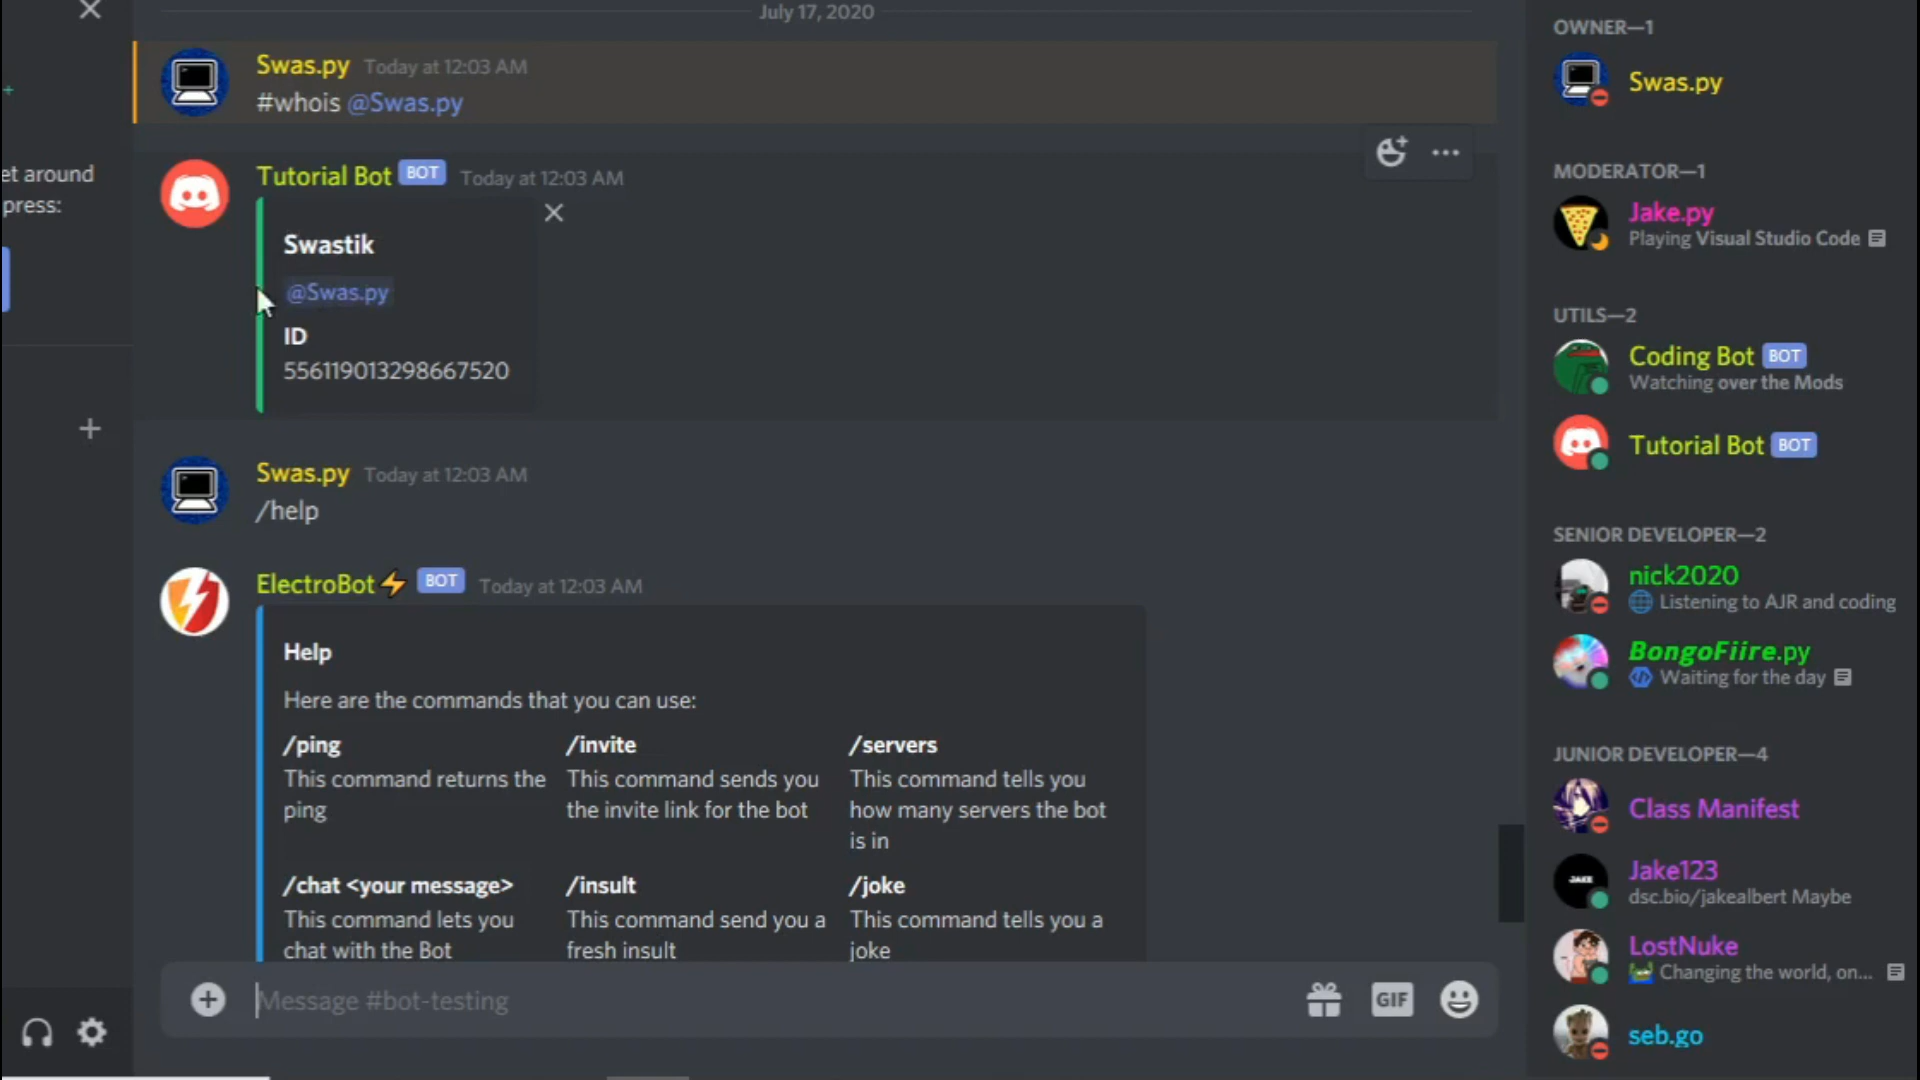 July 17, 2020
Swas.py Today at 12:03 AM
#whois @Swas.py
Tutorial Bot BOT Today at 12:03 AM
Swastik
@Swas.py
ID
556119013298667520
Swas.py Today at 12:03 AM
/help
ElectroBot⚡ BOT Today at 12:03 AM
Help
Here are the commands that you can use:
/ping
This command returns the
ping
/invite
This command sends you
the invite link for the bot
/servers
This command tells you
how many servers the bot
is in
/chat <your message>
This command lets you
chat with the Bot
/insult
This command send you a
fresh insult
/joke
This command tells you a
joke
Message #bot-testing
GIF
et around
press:
OWNER—1
Swas.py
MODERATOR—1
Jake.py
Playing Visual Studio Code
UTILS—2
Coding Bot BOT
Watching over the Mods
Tutorial Bot BOT
SENIOR DEVELOPER—2
nick2020
Listening to AJR and coding
BongoFiire.py
Waiting for the day
JUNIOR DEVELOPER—4
Class Manifest
JAKE
Jake123
dsc.bio/jakealbert Maybe
LostNuke
Changing the world, on...
seb.go